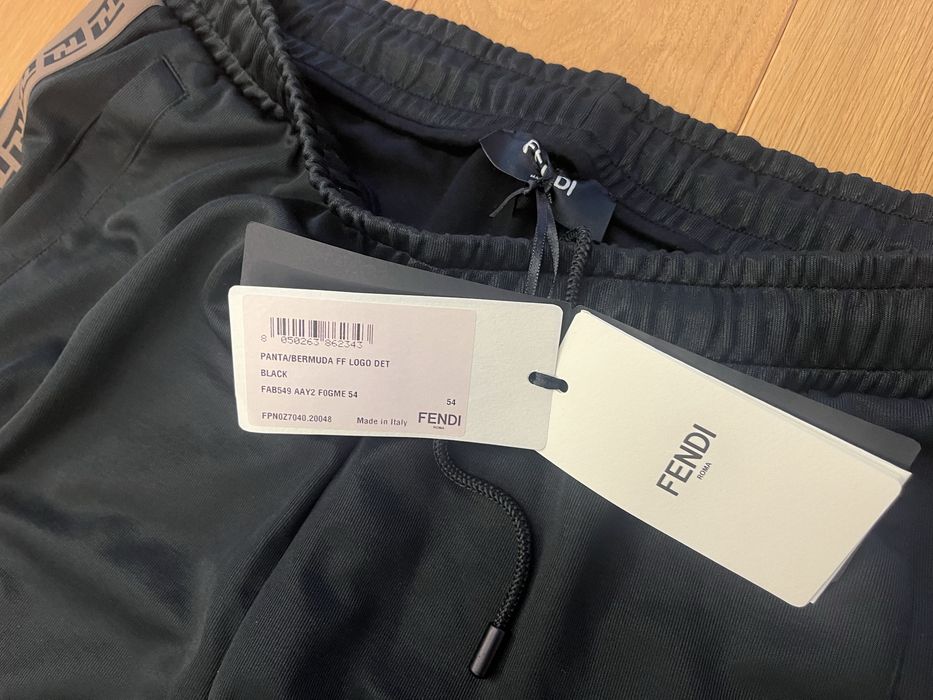 FENDI
8 050263 862343
PANTA/BERMUDA FF LOGO DET
BLACK
FAB549 AAY2 F0GME 54
54
FPN0Z7040.20048
Made in Italy
FENDI
ROMA
FENDI
ROMA